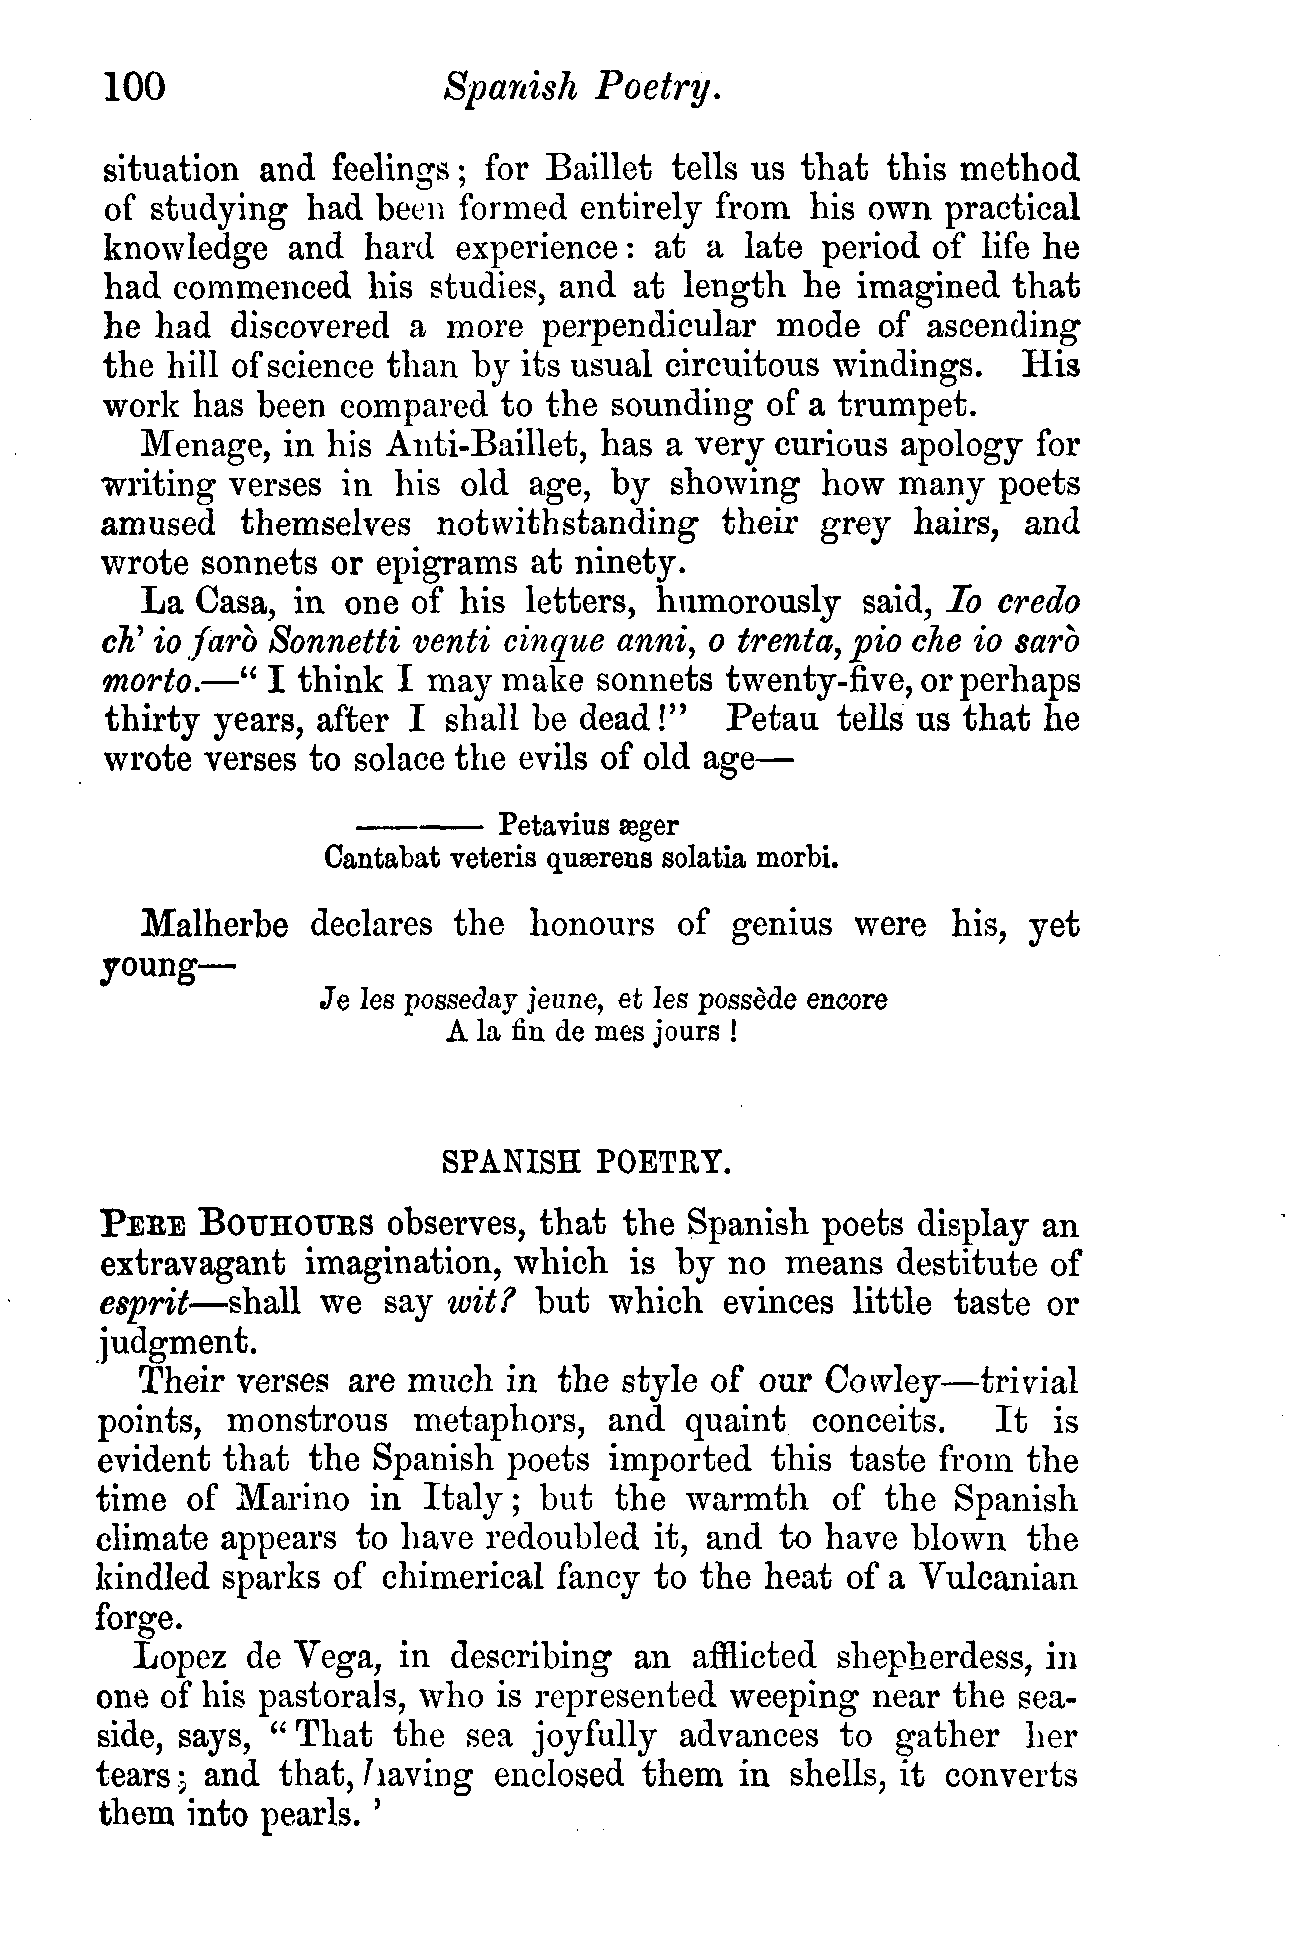 100 Spanish Poetry.
situation and feelings; for Baillet tells us that this method
of studying had been formed entirely from his own practical
knowledge and hard experience: at a late period of life he
had commenced his studies, and at length he imagined that
he had discovered a more perpendicular mode of ascending
the hill of science than by its usual circuitous windings. His
work has been compared to the sounding of a trumpet.
Menage, in his Anti-Baillet, has a very curious apology for
writing verses in his old age, by showing how many poets
amused themselves notwithstanding their grey hairs, and
wrote sonnets or epigrams at ninety.
La Casa, in one of his letters, humorously said, Io credo
ch' io farò Sonnetti venti cinque anni, o trenta, pio che io sarò
morto.—“ I think I may make sonnets twenty-five, or perhaps
thirty years, after I shall be dead!” Petau tells us that he
wrote verses to solace the evils of old age—
——— Petavius æger
Cantabat veteris quærens solatia morbi.
Malherbe declares the honours of genius were his, yet
young—
Je les posseday jeune, et les possède encore
A la fin de mes jours !
SPANISH POETRY.
PERE BOUHOURS observes, that the Spanish poets display an
extravagant imagination, which is by no means destitute of
esprit—shall we say wit? but which evinces little taste or
judgment.
Their verses are much in the style of our Cowley—trivial
points, monstrous metaphors, and quaint conceits. It is
evident that the Spanish poets imported this taste from the
time of Marino in Italy; but the warmth of the Spanish
climate appears to have redoubled it, and to have blown the
kindled sparks of chimerical fancy to the heat of a Vulcanian
forge.
Lopez de Vega, in describing an afflicted shepherdess, in
one of his pastorals, who is represented weeping near the sea-
side, says, “ That the sea joyfully advances to gather her
tears; and that, having enclosed them in shells, it converts
them into pearls. ’